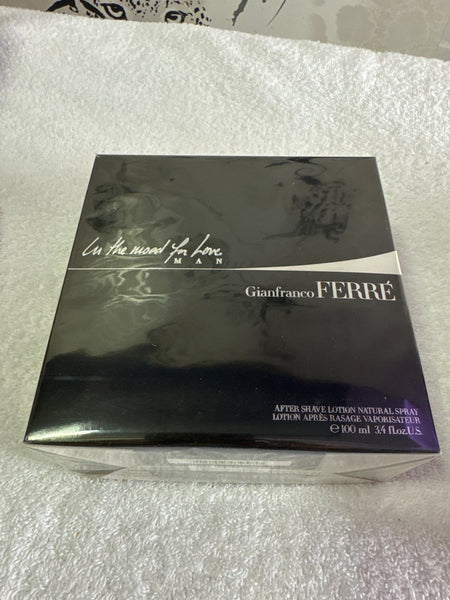 In the mood for Love
MAN
Gianfranco FERRÉ
AFTER SHAVE LOTION NATURAL SPRAY
LOTION APRÈS RASAGE VAPORISATEUR
℮ 100 ml 3.4 fl.oz.U.S.